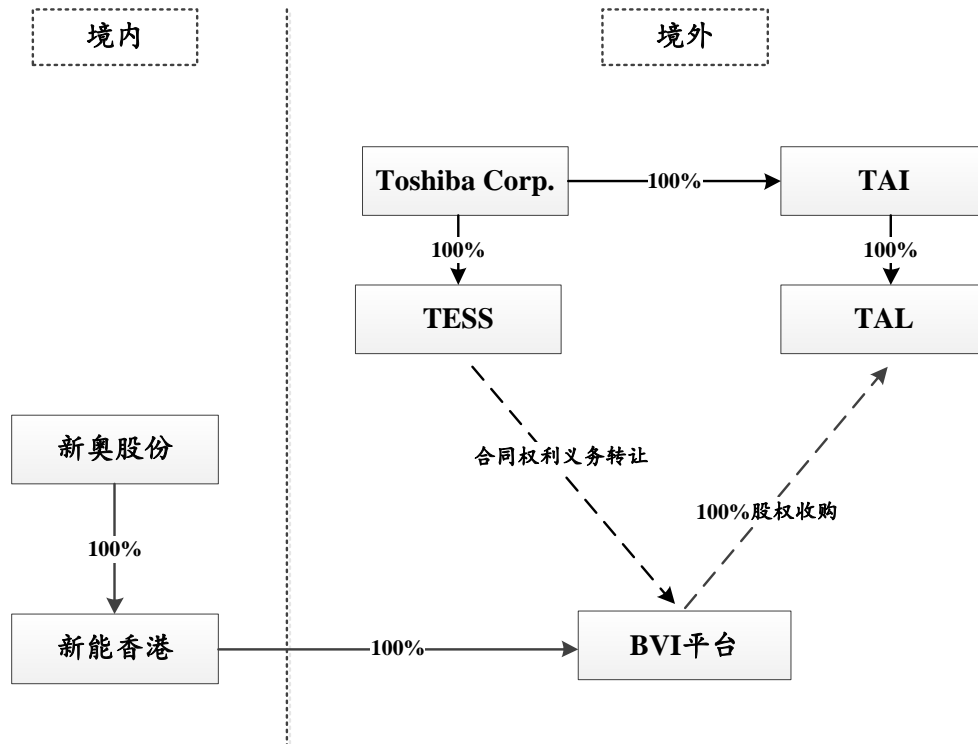 境内
境外
Toshiba Corp.
100%
TAI
100%
100%
TESS
TAL
新奥股份
合同权利义务转让
100%股权收购
100%
新能香港
100%
BVI平台